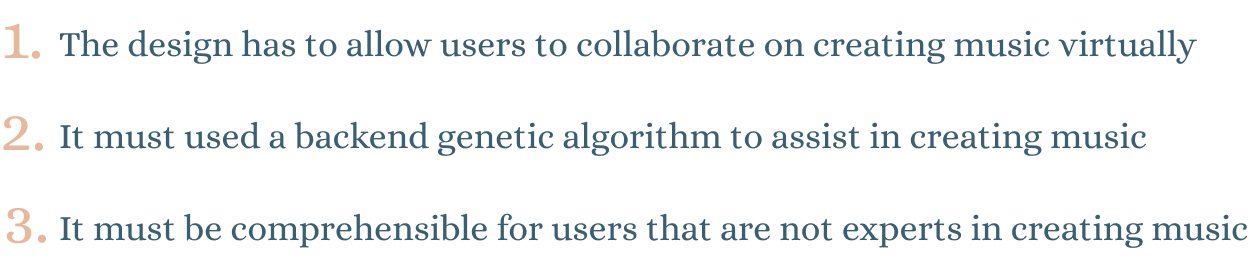 1. The design has to allow users to collaborate on creating music virtually
2. It must used a backend genetic algorithm to assist in creating music
3. It must be comprehensible for users that are not experts in creating music